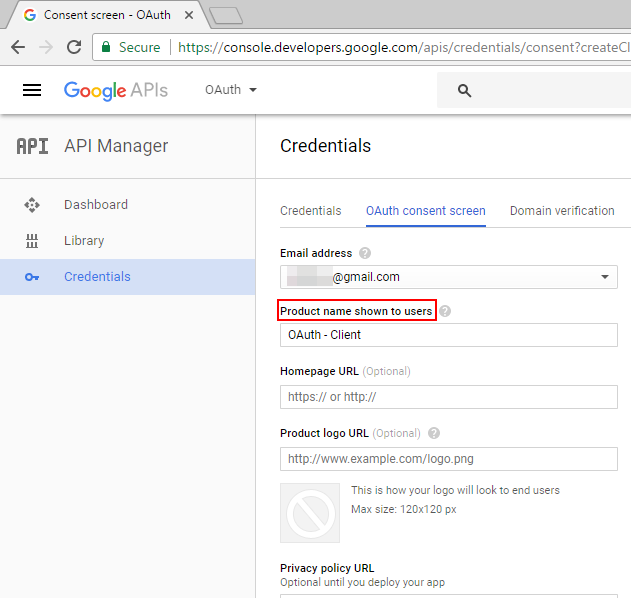 Consent screen - OAuth
Secure https://console.developers.google.com/apis/credentials/consent?createCl
Google APIs OAuth
API API Manager
Credentials
Dashboard
Library
Credentials
Credentials OAuth consent screen Domain verification
Email address ?
@gmail.com
Product name shown to users ?
OAuth - Client
Homepage URL (Optional)
https:// or http://
Product logo URL (Optional) ?
http://www.example.com/logo.png
This is how your logo will look to end users
Max size: 120x120 px
Privacy policy URL
Optional until you deploy your app